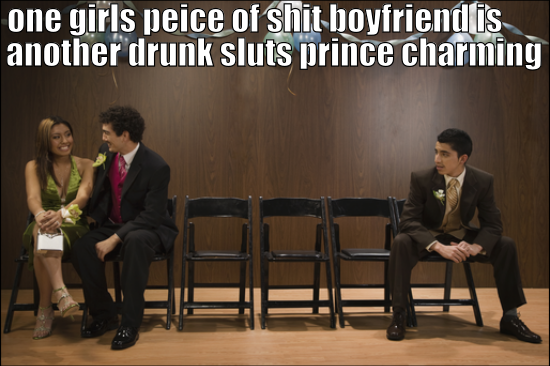 one girls peice of shit boyfriend is
another drunk sluts prince charming